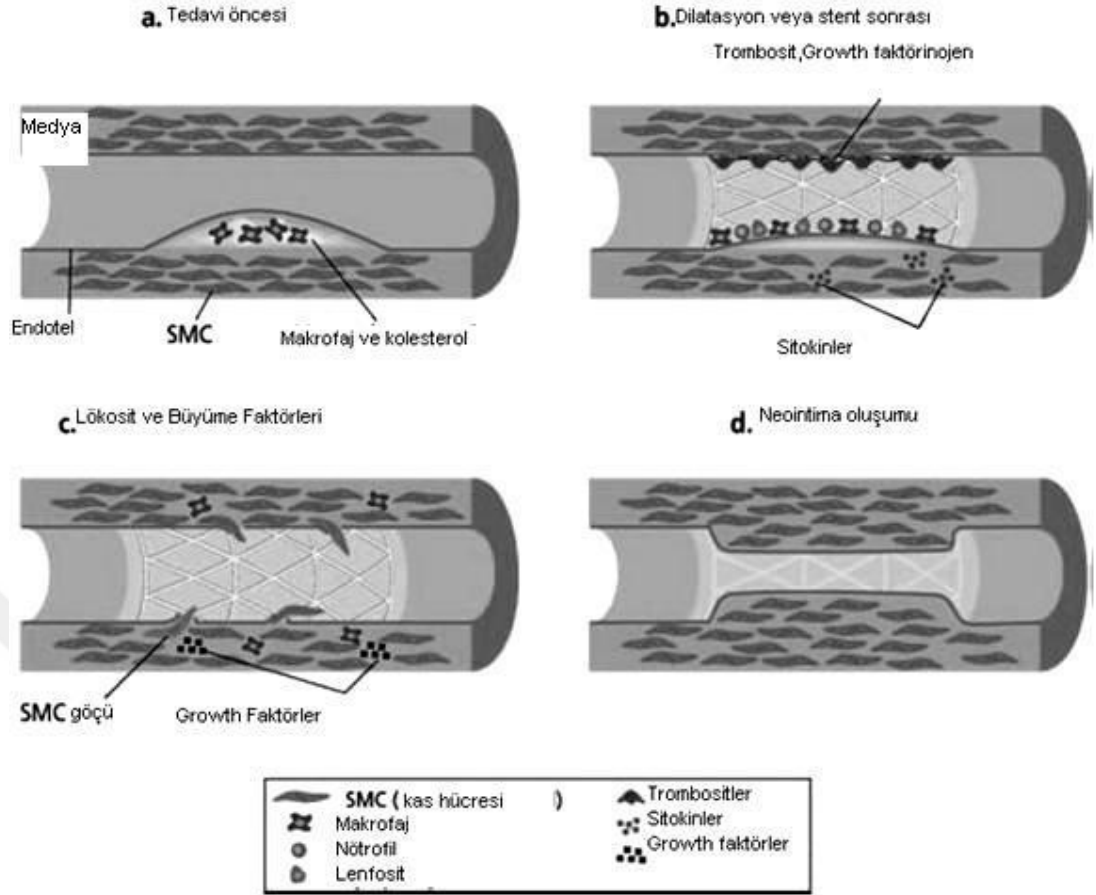 a. Tedavi öncesi
Medya
Endotel
SMC
Makrofaj ve kolesterol
b. Dilatasyon veya stent sonrası
Trombosit,Growth faktörinojen
Sitokinler
c. Lökosit ve Büyüme Faktörleri
SMC göçü
Growth Faktörler
d. Neointima oluşumu
SMC ( kas hücresi )
Makrofaj
Nötrofil
Lenfosit
Trombositler
Sitokinler
Growth faktörler